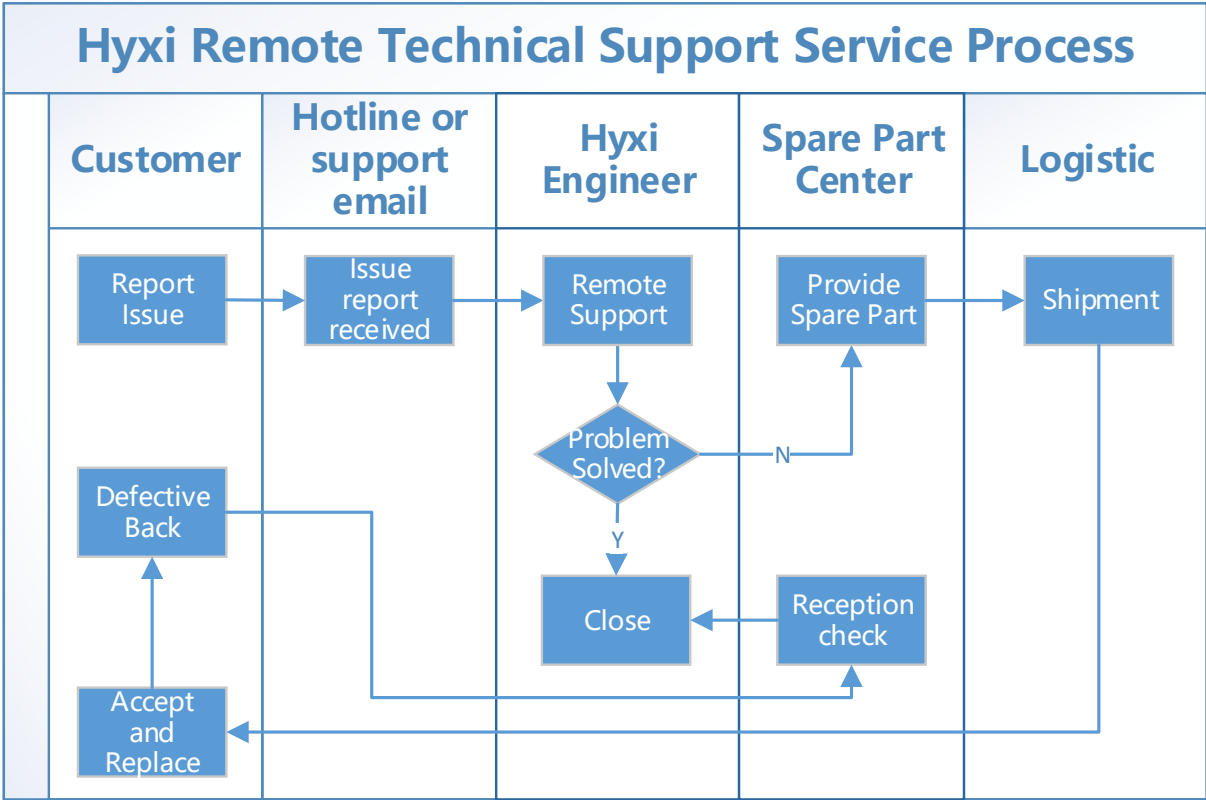 Hyxi Remote Technical Support Service Process
Customer
Hotline or
support
email
Hyxi
Engineer
Spare Part
Center
Logistic
Report
Issue
Issue
report
received
Remote
Support
Provide
Spare Part
Shipment
Problem
Solved?
N
Defective
Back
Y
Close
Reception
check
Accept
and
Replace